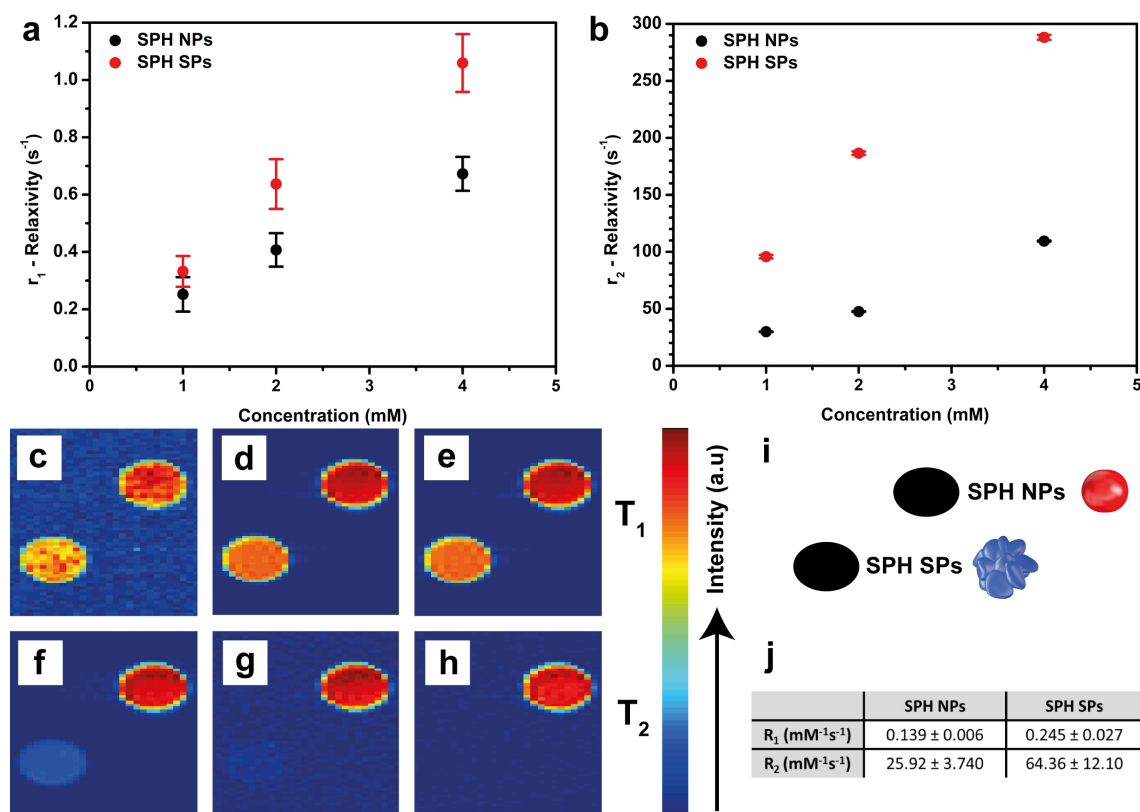 a
SPH NPs
SPH SPs
r1 - Relaxivity (s-1)
1.2
1.0
0.8
0.6
0.4
0.2
0.0
0 1 2 3 4 5
Concentration (mM)
b
SPH NPs
SPH SPs
r2 - Relaxivity (s-1)
300
250
200
150
100
50
0
0 1 2 3 4 5
Concentration (mM)
c
d
e
T1
f
g
h
T2
Intensity (a.u)
i
SPH NPs
SPH SPs
j
SPH NPs SPH SPs
R1 (mM-1s-1) 0.139 ± 0.006 0.245 ± 0.027
R2 (mM-1s-1) 25.92 ± 3.740 64.36 ± 12.10